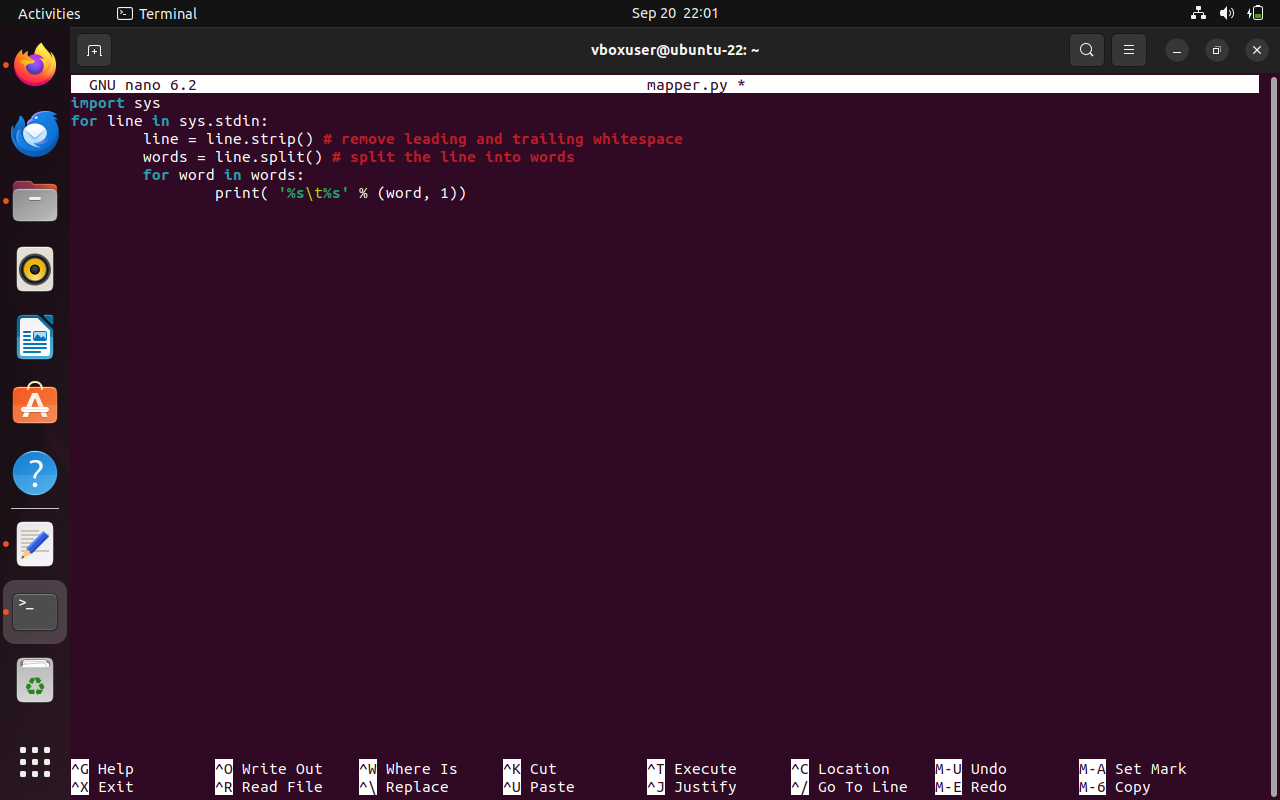 Activities Terminal Sep 20 22:01
vboxuser@ubuntu-22: ~
GNU nano 6.2 mapper.py *
import sys
for line in sys.stdin:
        line = line.strip() # remove leading and trailing whitespace
        words = line.split() # split the line into words
        for word in words:
                print( '%s\t%s' % (word, 1))
^G Help ^O Write Out ^W Where Is ^K Cut ^T Execute ^C Location M-U Undo M-A Set Mark
^X Exit ^R Read File ^\ Replace ^U Paste ^J Justify ^/ Go To Line M-E Redo M-6 Copy